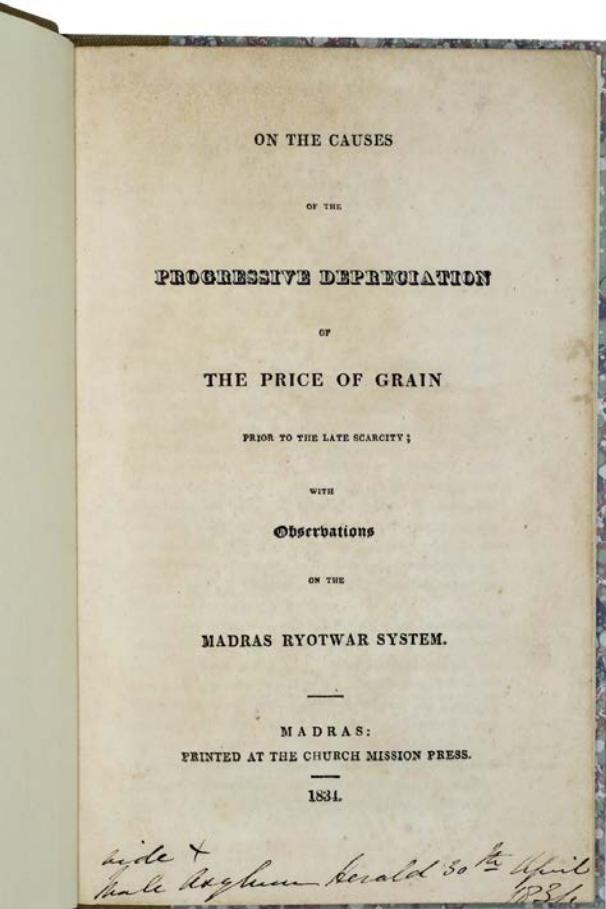 ON THE CAUSES
OF THE
PROGRESSIVE DEPRECIATION
OF
THE PRICE OF GRAIN
PRIOR TO THE LATE SCARCITY;
WITH
Observations
ON THE
MADRAS RYOTWAR SYSTEM.
MADRAS:
PRINTED AT THE CHURCH MISSION PRESS.
1834.
vide +
Male Asylum Herald 30th April
1834